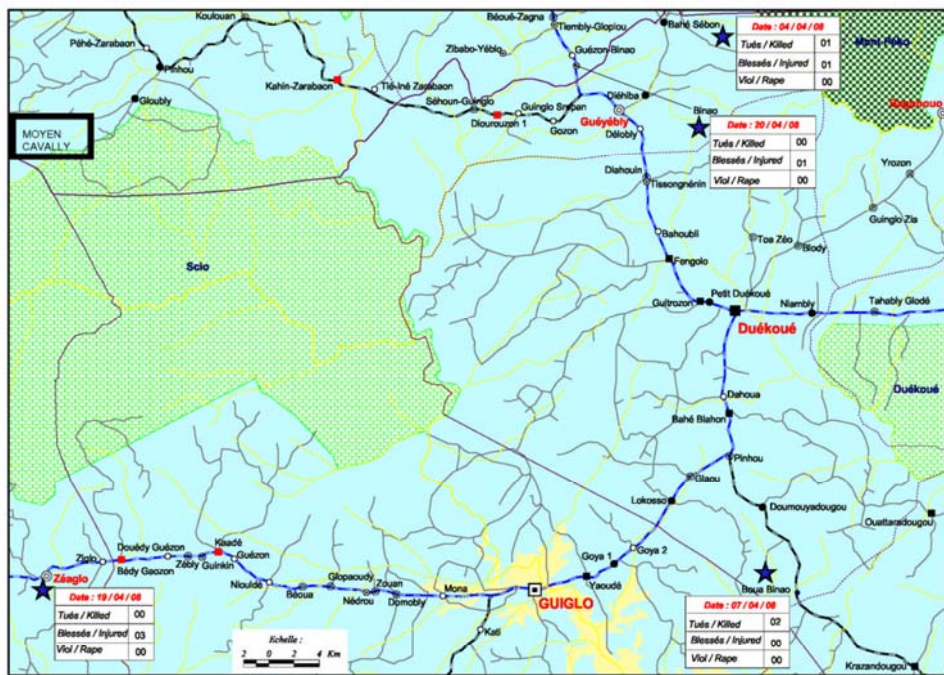 Koulouan
Béoué-Zagna
Tiembly-Glopiou
Bahé Sébon
Date : 04 / 04 / 08
Tués / Killed 01
Blessés / Injured 01
Viol / Rape 00
Mont Péko
Péhé-Zarabaon
Pinhou
Zibabo-Yéblo
Guézon-Binao
Kahin-Zarabaon
Tié-Iné Zarabaon
Gloubly
Séhoun-Guinglo
Diourouzon 1
Guinglo Srepan
Gozon
Diéhiba
Guéyébly
Délobly
Binao
MOYEN
CAVALLY
Date : 20 / 04 / 08
Tués / Killed 00
Blessés / Injured 01
Viol / Rape 00
Diahouin
Tissongnénin
Yrozon
Guinglo Zia
Bahoubli
Toa Zéo
Blody
Scio
Fengolo
Guitrozon
Petit Duékoué
Duékoué
Niambly
Tahably Glodé
Duékoué
Dahoua
Bahé Blahon
Pinhou
Glaou
Lokosso
Doumouyadougou
Ouattaradougou
Ziglo
Douédy Guézon
Kaadé
Guézon
Zéaglo
Bédy Gaozon
Zébly
Guinkin
Niouldé
Béoua
Glopaoudy
Nédrou
Zouan
Domobly
Mona
GUIGLO
Goya 1
Yaoudé
Goya 2
Boua Binao
Date : 19 / 04 / 08
Tués / Killed 00
Blessés / Injured 03
Viol / Rape 00
Date : 07 / 04 / 08
Tués / Killed 02
Blessés / Injured 00
Viol / Rape 00
Kati
Echelle :
2 0 2 4 Km
Krazandougou